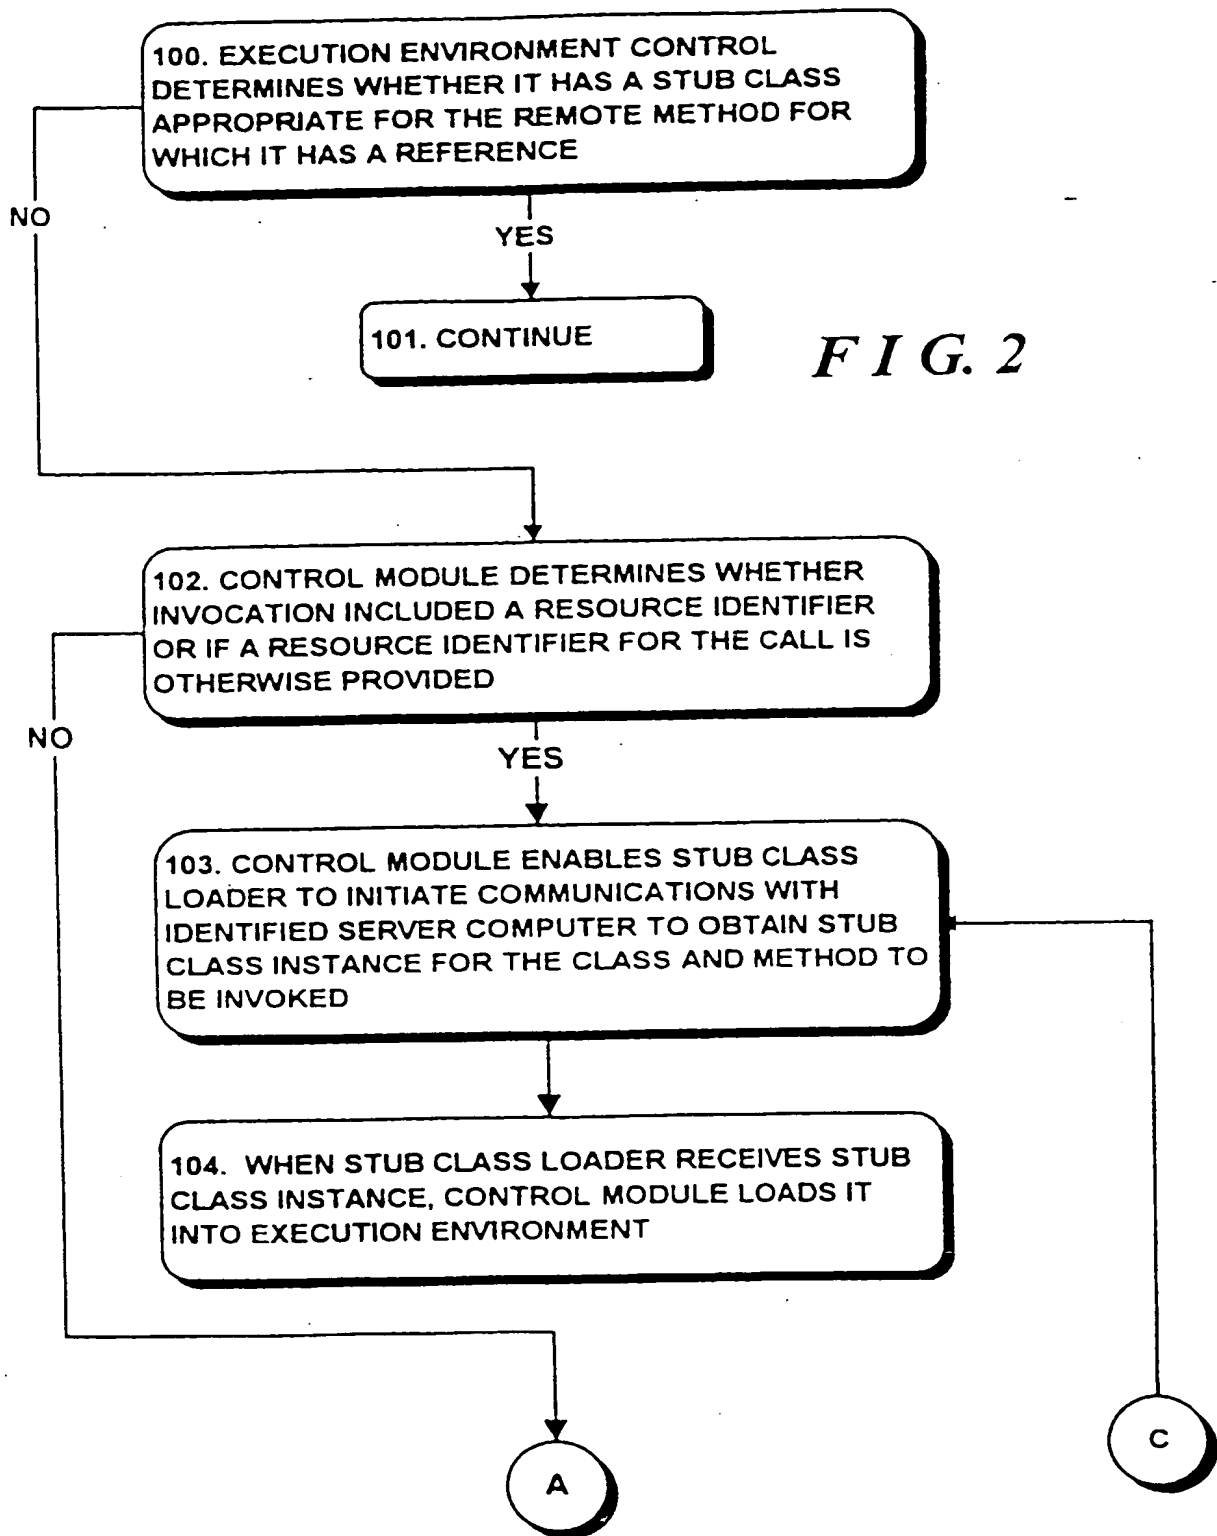 100. EXECUTION ENVIRONMENT CONTROL
DETERMINES WHETHER IT HAS A STUB CLASS
APPROPRIATE FOR THE REMOTE METHOD FOR
WHICH IT HAS A REFERENCE
NO
YES
101. CONTINUE
FIG. 2
102. CONTROL MODULE DETERMINES WHETHER
INVOCATION INCLUDED A RESOURCE IDENTIFIER
OR IF A RESOURCE IDENTIFIER FOR THE CALL IS
OTHERWISE PROVIDED
NO
YES
103. CONTROL MODULE ENABLES STUB CLASS
LOADER TO INITIATE COMMUNICATIONS WITH
IDENTIFIED SERVER COMPUTER TO OBTAIN STUB
CLASS INSTANCE FOR THE CLASS AND METHOD TO
BE INVOKED
104. WHEN STUB CLASS LOADER RECEIVES STUB
CLASS INSTANCE, CONTROL MODULE LOADS IT
INTO EXECUTION ENVIRONMENT
C
A